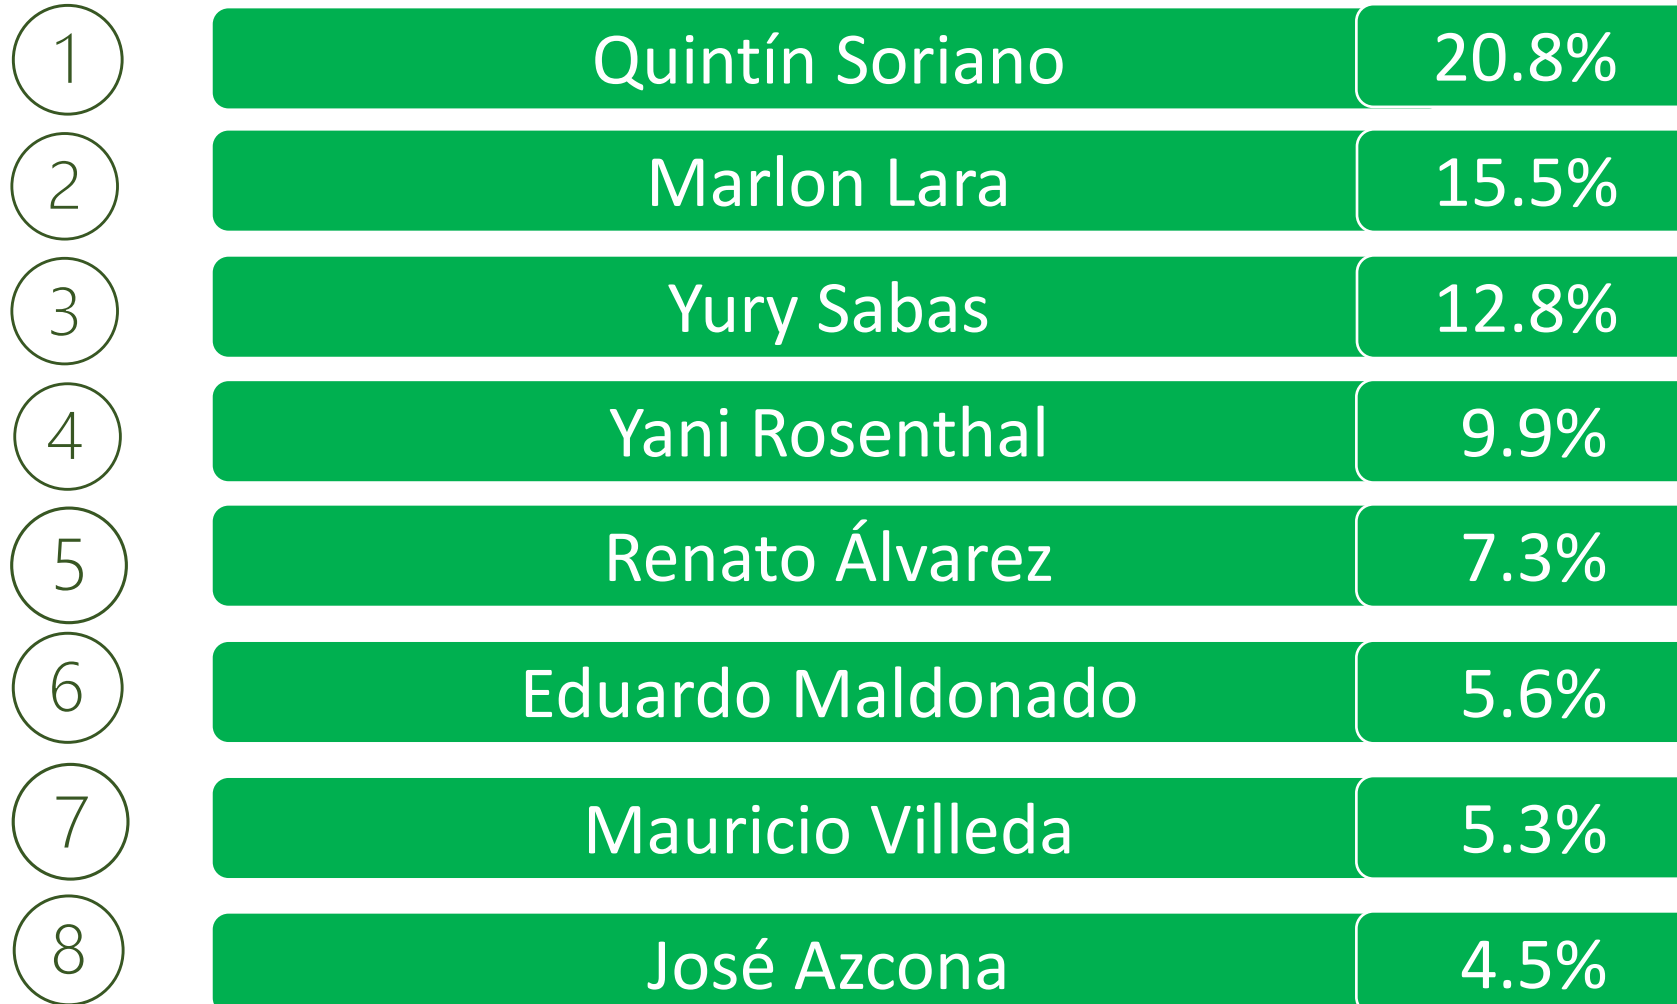 1 Quintín Soriano 20.8%
2 Marlon Lara 15.5%
3 Yury Sabas 12.8%
4 Yani Rosenthal 9.9%
5 Renato Álvarez 7.3%
6 Eduardo Maldonado 5.6%
7 Mauricio Villeda 5.3%
8 José Azcona 4.5%